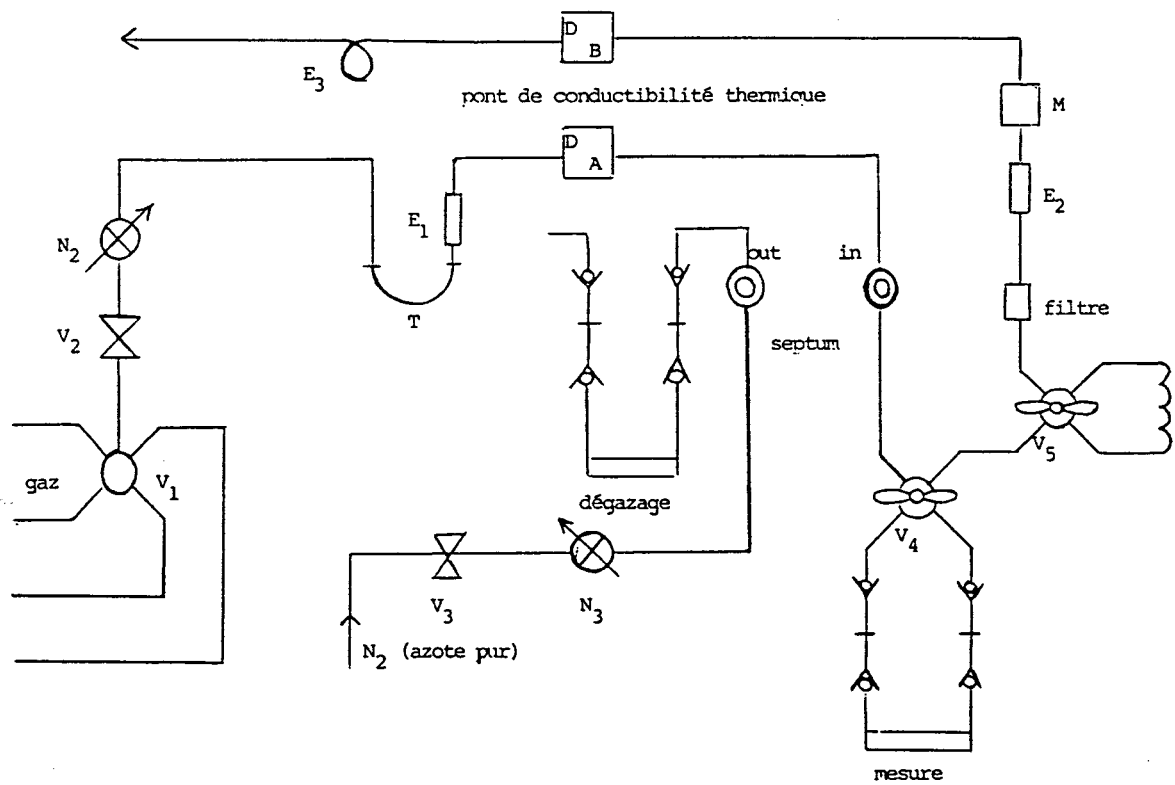 D
B
E3
pont de conductibilité thermique
M
D
A
E1
E2
N2
out
in
T
filtre
V2
septum
V5
gaz
V1
dégazage
V4
V3
N3
N2 (azote pur)
mesure